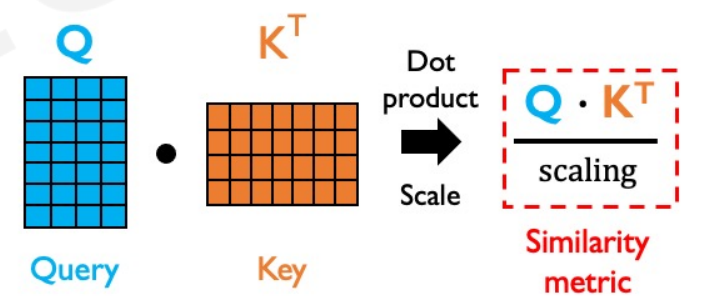 Q
K^T
Dot
product
Scale
Q · K^T
scaling
Query
Key
Similarity
metric